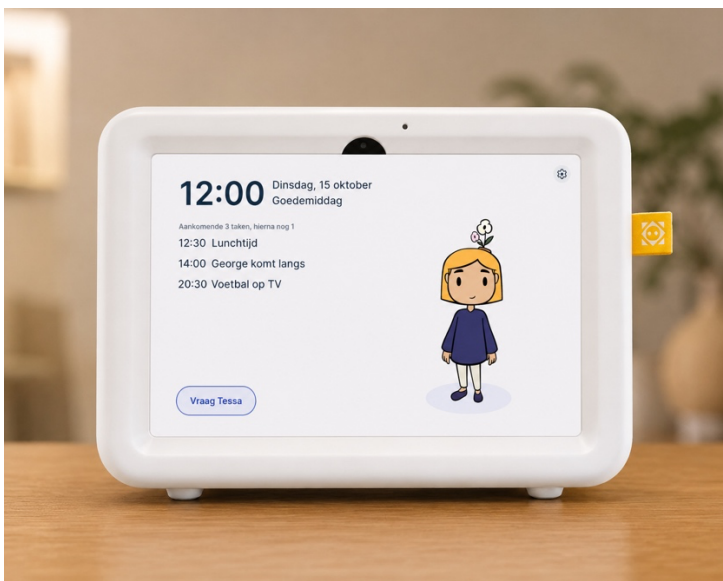 12:00
Dinsdag, 15 oktober
Goedemiddag
Aankomende 3 taken, hierna nog 1
12:30 Lunchtijd
14:00 George komt langs
20:30 Voetbal op TV
Vraag Tessa